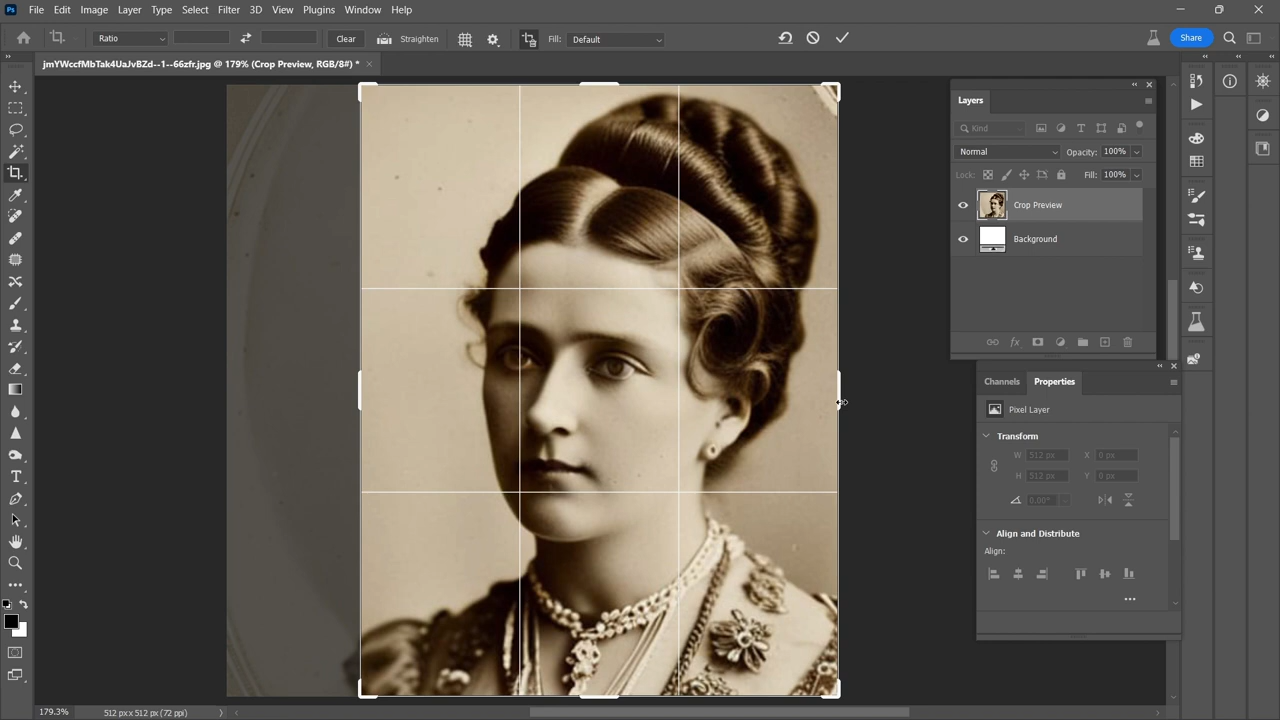 Ps File Edit Image Layer Type Select Filter 3D View Plugins Window Help
Ratio Clear Straighten Fill: Default Share
jmYWccfMbTak4UaJvBZd--1--66zfr.jpg @ 179% (Crop Preview, RGB/8#) *
Layers
Kind
Normal Opacity: 100%
Lock: Fill: 100%
Crop Preview
Background
fx
Channels Properties
Pixel Layer
Transform
W 512 px X 0 px
H 512 px Y 0 px
0.00°
Align and Distribute
Align:
179.3% 512 px x 512 px (72 ppi)